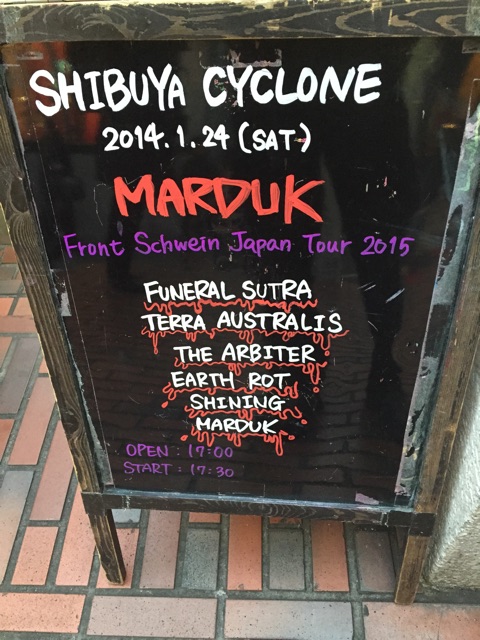 SHIBUYA CYCLONE
2014.1.24 (SAT)
MARDUK
Front Schwein Japan Tour 2015
FUNERAL SUTRA
TERRA AUSTRALIS
THE ARBITER
EARTH ROT
SHINING
MARDUK
OPEN : 17:00
START : 17:30